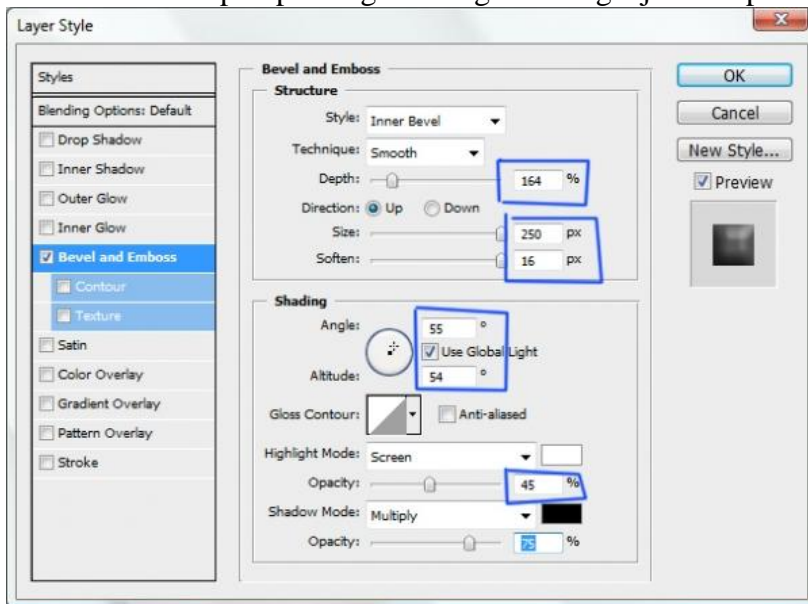 Layer Style
Styles
Blending Options: Default
Drop Shadow
Inner Shadow
Outer Glow
Inner Glow
Bevel and Emboss
Contour
Texture
Satin
Color Overlay
Gradient Overlay
Pattern Overlay
Stroke
Bevel and Emboss
Structure
Style: Inner Bevel
Technique: Smooth
Depth: 164 %
Direction: Up Down
Size: 250 px
Soften: 16 px
Shading
Angle: 55 °
Use Global Light
Altitude: 54 °
Gloss Contour: Anti-aliased
Highlight Mode: Screen
Opacity: 45 %
Shadow Mode: Multiply
Opacity: 75 %
OK
Cancel
New Style...
Preview